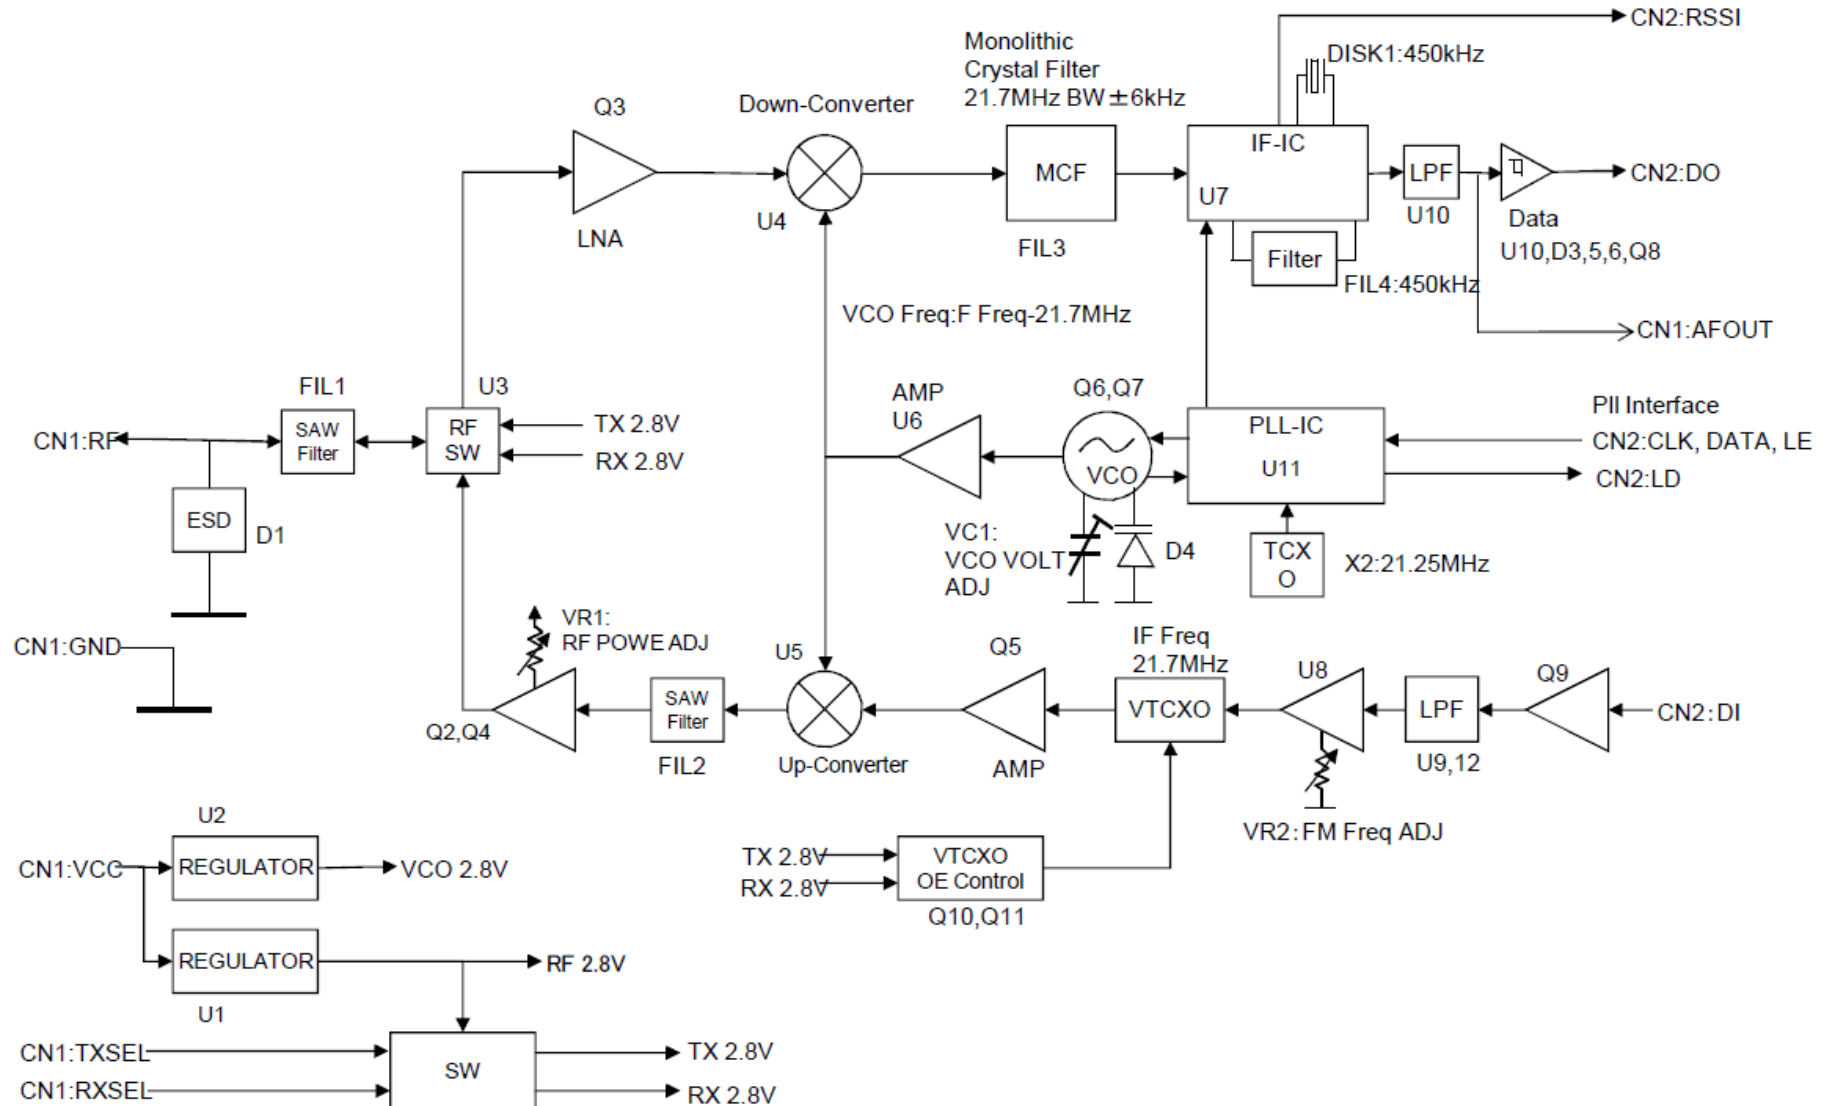 CN2:RSSI
Monolithic
Crystal Filter
21.7MHz BW±6kHz
DISK1:450kHz
Q3
Down-Converter
IF-IC
MCF
LPF
CN2:DO
U7
U4
U10
Data
U10,D3,5,6,Q8
LNA
FIL3
Filter
FIL4:450kHz
VCO Freq:F Freq-21.7MHz
CN1:AFOUT
FIL1
U3
AMP
U6
Q6,Q7
PLL-IC
U11
PII Interface
CN2:CLK, DATA, LE
CN2:LD
CN1:RF
SAW
Filter
RF
SW
TX 2.8V
RX 2.8V
VCO
ESD
D1
VC1:
VCO VOLT
ADJ
D4
TCX
O
X2:21.25MHz
CN1:GND
VR1:
RF POWE ADJ
U5
Q5
IF Freq
21.7MHz
U8
Q9
SAW
Filter
VTCXO
LPF
CN2:DI
Q2,Q4
FIL2
Up-Converter
AMP
U9,12
VR2:FM Freq ADJ
U2
CN1:VCC
REGULATOR
VCO 2.8V
TX 2.8V
RX 2.8V
VTCXO
OE Control
Q10,Q11
REGULATOR
RF 2.8V
U1
CN1:TXSEL
CN1:RXSEL
SW
TX 2.8V
RX 2.8V